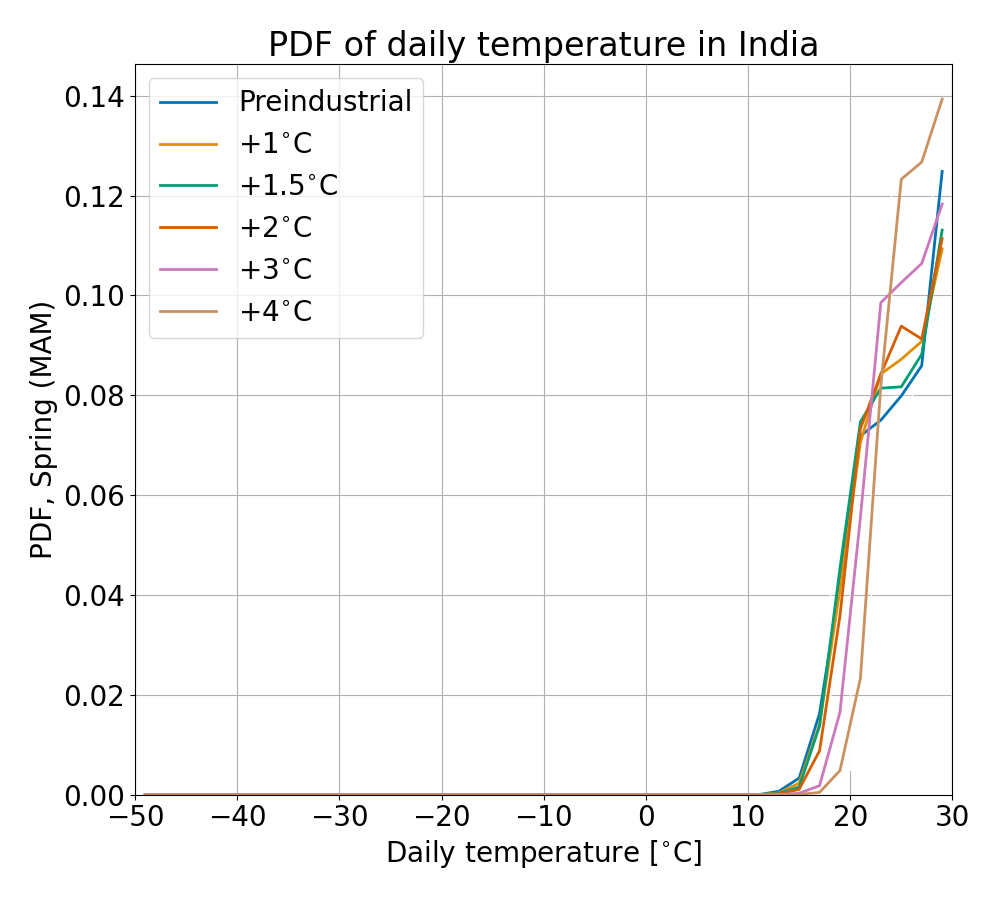 PDF of daily temperature in India
Preindustrial
+1°C
+1.5°C
+2°C
+3°C
+4°C
PDF, Spring (MAM)
0.14
0.12
0.10
0.08
0.06
0.04
0.02
0.00
−50 −40 −30 −20 −10 0 10 20 30
Daily temperature [°C]